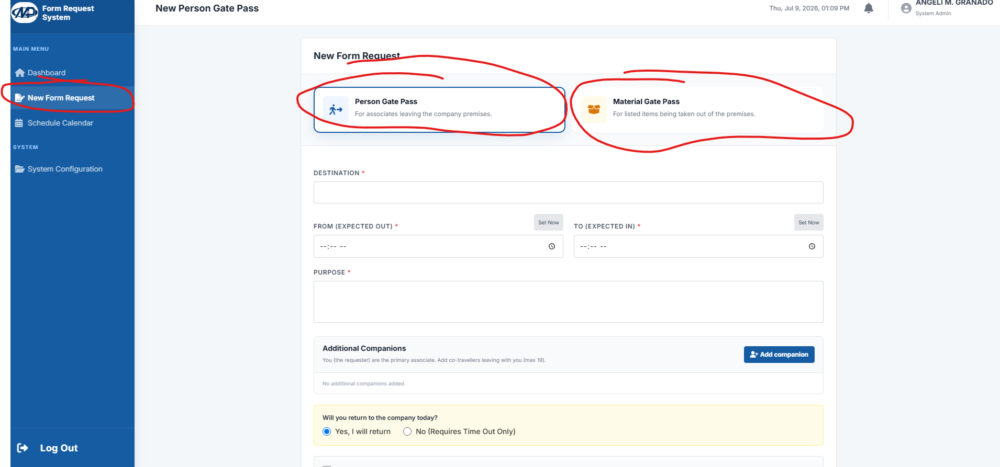 Form Request
System
New Person Gate Pass
Thu, Jul 9, 2026, 01:09 PM
ANGELI M. GRANADO
System Admin
MAIN MENU
Dashboard
New Form Request
Schedule Calendar
SYSTEM
System Configuration
Log Out
New Form Request
Person Gate Pass
For associates leaving the company premises.
Material Gate Pass
For listed items being taken out of the premises.
DESTINATION *
FROM (EXPECTED OUT) *
Set Now
--:-- --
TO (EXPECTED IN) *
Set Now
--:-- --
PURPOSE *
Additional Companions
You (the requester) are the primary associate. Add co-travellers leaving with you (max 19).
Add companion
No additional companions added.
Will you return to the company today?
Yes, I will return
No (Requires Time Out Only)